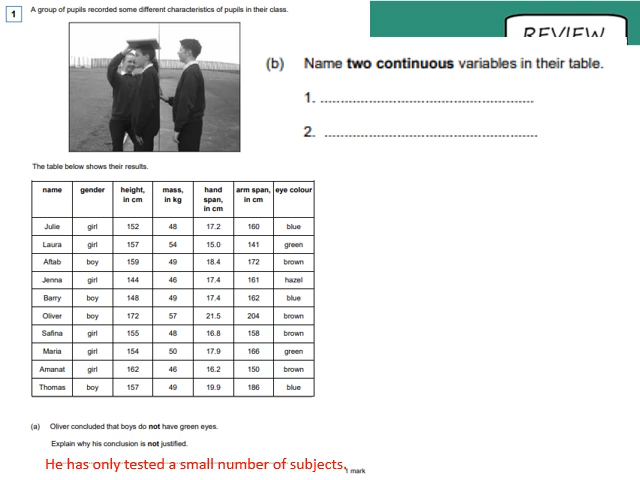 1
A group of pupils recorded some different characteristics of pupils in their class.
REVIEW
(b) Name two continuous variables in their table.
1. ........................................................
2. ........................................................
The table below shows their results.
name gender height, in cm mass, in kg hand span, in cm arm span, in cm eye colour
Julie girl 152 48 17.2 160 blue
Laura girl 157 54 15.0 141 green
Aftab boy 159 49 18.4 172 brown
Jenna girl 144 46 17.4 161 hazel
Barry boy 148 49 17.4 162 blue
Oliver boy 172 57 21.5 204 brown
Safina girl 155 48 16.8 158 brown
Maria girl 154 50 17.9 166 green
Amanat girl 162 46 16.2 150 brown
Thomas boy 157 49 19.9 186 blue
(a) Oliver concluded that boys do not have green eyes.
Explain why his conclusion is not justified.
He has only tested a small number of subjects.
1 mark